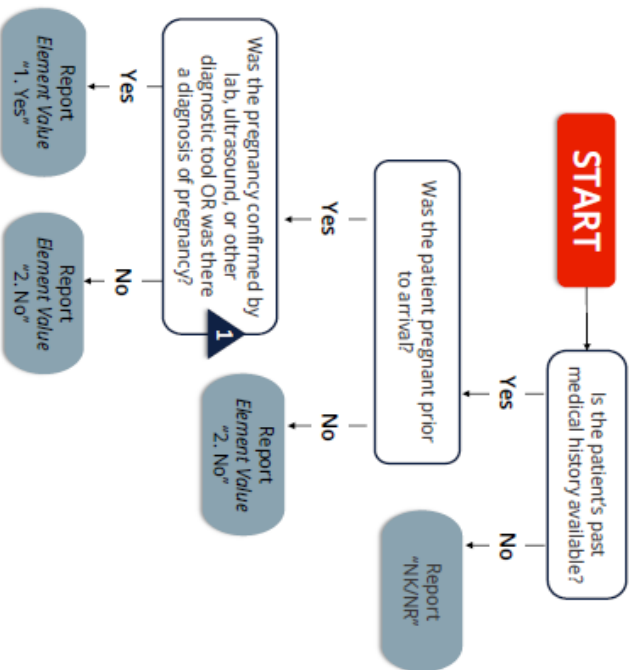 START
Is the patient's past
medical history available?
Yes
No
Was the patient pregnant prior
to arrival?
Report
"NK/NR"
Yes
No
Was the pregnancy confirmed by
lab, ultrasound, or other
diagnostic tool OR was there
a diagnosis of pregnancy?
1
Report
Element Value
"2. No"
Yes
No
Report
Element Value
"1. Yes"
Report
Element Value
"2. No"